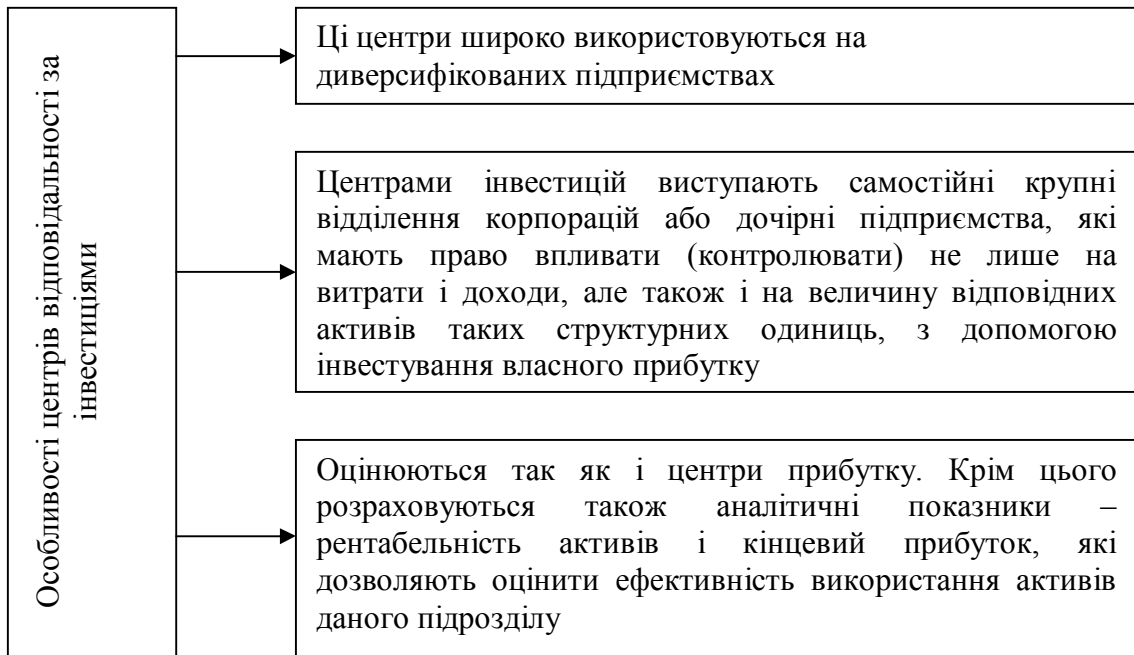 Особливості центрів відповідальності за
інвестиціями
Ці центри широко використовуються на
диверсифікованих підприємствах
Центрами інвестицій виступають самостійні крупні
відділення корпорацій або дочірні підприємства, які
мають право впливати (контролювати) не лише на
витрати і доходи, але також і на величину відповідних
активів таких структурних одиниць, з допомогою
інвестування власного прибутку
Оцінюються так як і центри прибутку. Крім цього
розраховуються також аналітичні показники –
рентабельність активів і кінцевий прибуток, які
дозволяють оцінити ефективність використання активів
даного підрозділу